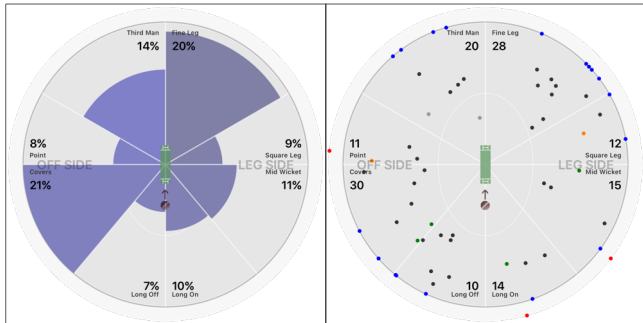 Third Man
14%
Fine Leg
20%
8%
Point
OFF SIDE
Covers
21%
9%
Square Leg
LEG SIDE
Mid Wicket
11%
7%
Long Off
10%
Long On
Third Man
20
Fine Leg
28
11
Point
OFF SIDE
Covers
30
12
Square Leg
LEG SIDE
Mid Wicket
15
10
Long Off
14
Long On